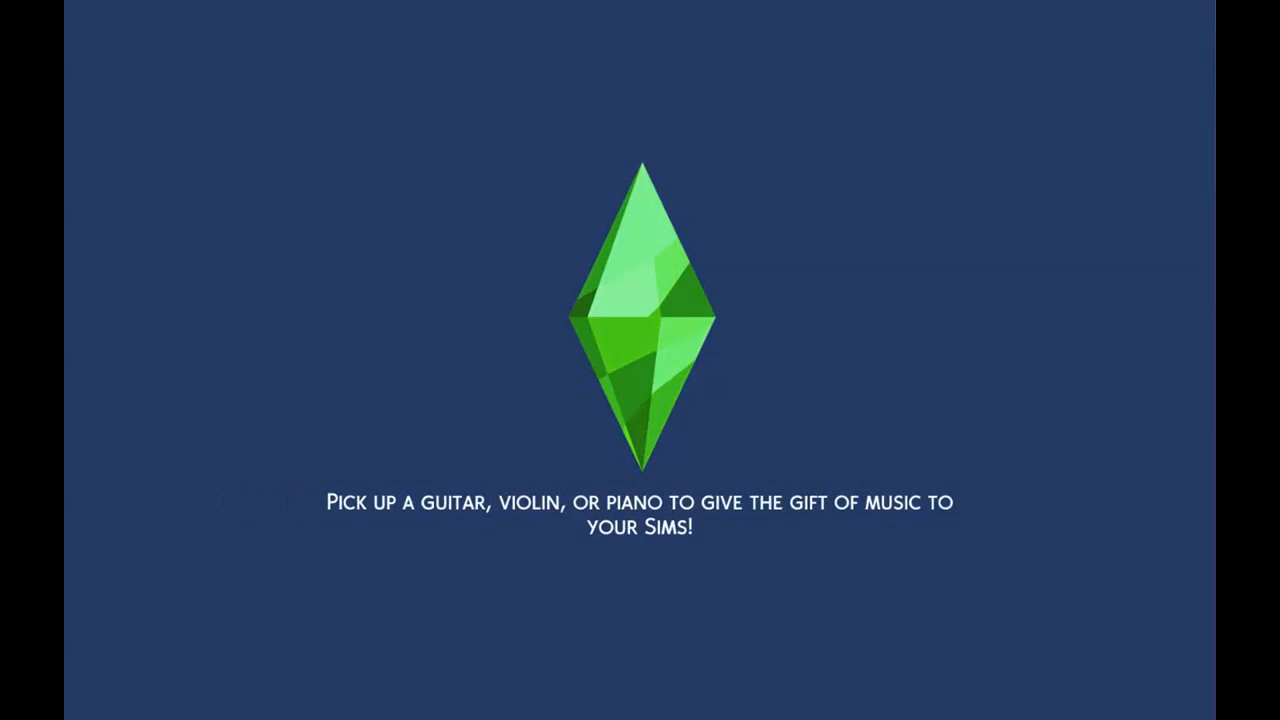 Pick up a guitar, violin, or piano to give the gift of music to
your Sims!